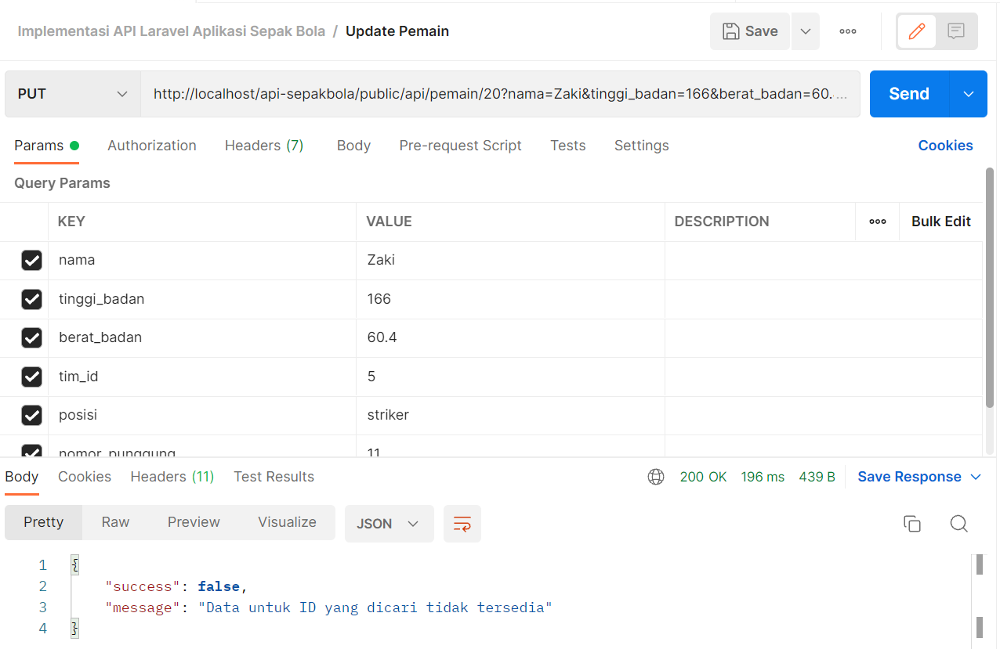 Implementasi API Laravel Aplikasi Sepak Bola / Update Pemain
Save
PUT
http://localhost/api-sepakbola/public/api/pemain/20?nama=Zaki&tinggi_badan=166&berat_badan=60. ...
Send
Params Authorization Headers (7) Body Pre-request Script Tests Settings Cookies
Query Params
KEY VALUE DESCRIPTION Bulk Edit
nama Zaki
tinggi_badan 166
berat_badan 60.4
tim_id 5
posisi striker
nomor_punggung 11
Body Cookies Headers (11) Test Results 200 OK 196 ms 439 B Save Response
Pretty Raw Preview Visualize JSON
1 {
2 "success": false,
3 "message": "Data untuk ID yang dicari tidak tersedia"
4 }